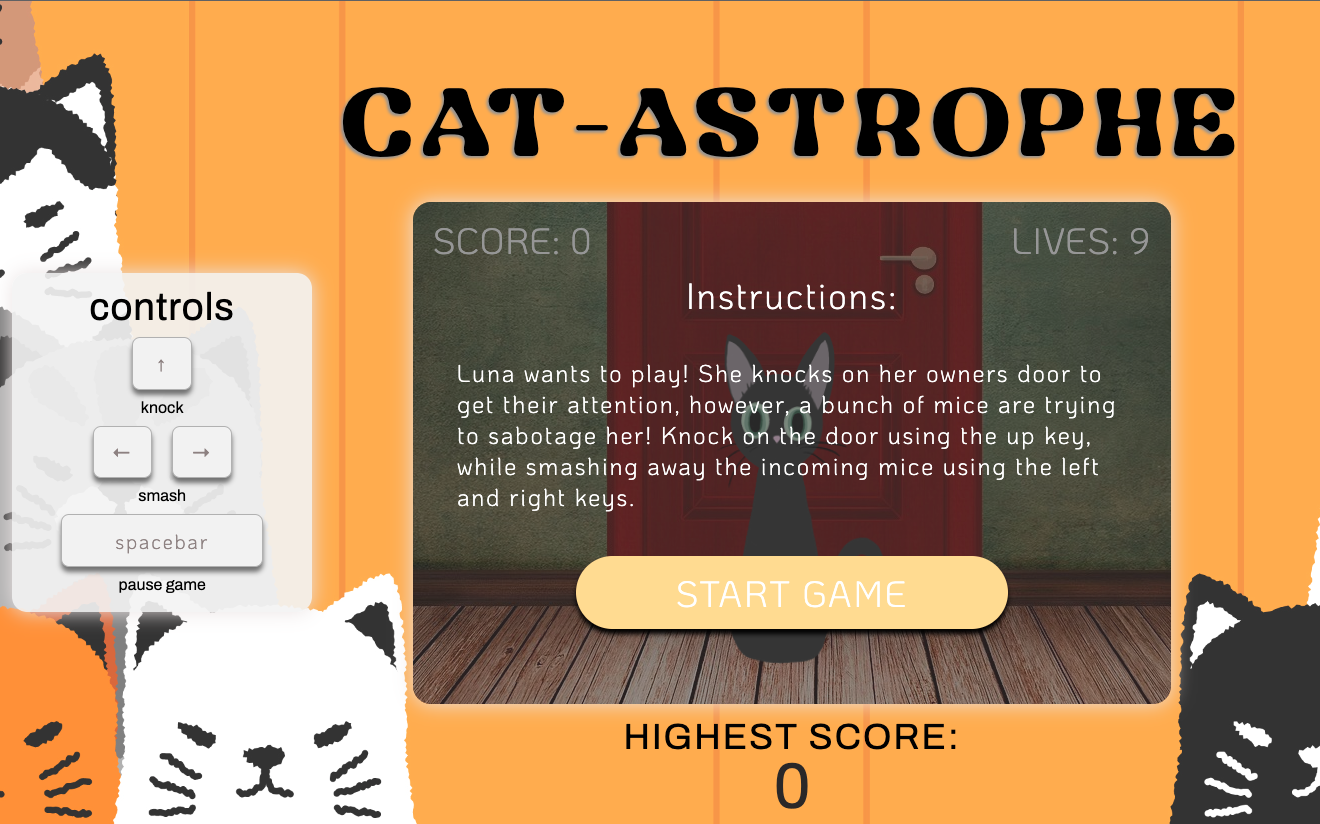 CAT-ASTROPHE
SCORE: 0
LIVES: 9
Instructions:
Luna wants to play! She knocks on her owners door to
get their attention, however, a bunch of mice are trying
to sabotage her! Knock on the door using the up key,
while smashing away the incoming mice using the left
and right keys.
START GAME
HIGHEST SCORE:
0
controls
↑
knock
← →
smash
spacebar
pause game